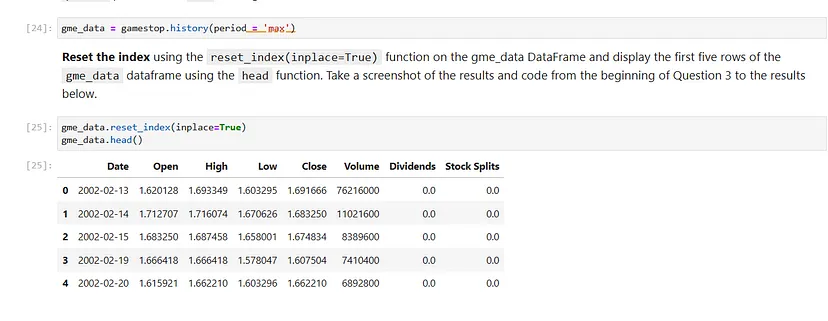 [24]: gme_data = gamestop.history(period = 'max')
Reset the index using the reset_index(inplace=True) function on the gme_data DataFrame and display the first five rows of the
gme_data dataframe using the head function. Take a screenshot of the results and code from the beginning of Question 3 to the results
below.
[25]: gme_data.reset_index(inplace=True)
gme_data.head()
[25]: Date Open High Low Close Volume Dividends Stock Splits
0 2002-02-13 1.620128 1.693349 1.603295 1.691666 76216000 0.0 0.0
1 2002-02-14 1.712707 1.716074 1.670626 1.683250 11021600 0.0 0.0
2 2002-02-15 1.683250 1.687458 1.658001 1.674834 8389600 0.0 0.0
3 2002-02-19 1.666418 1.666418 1.578047 1.607504 7410400 0.0 0.0
4 2002-02-20 1.615921 1.662210 1.603296 1.662210 6892800 0.0 0.0